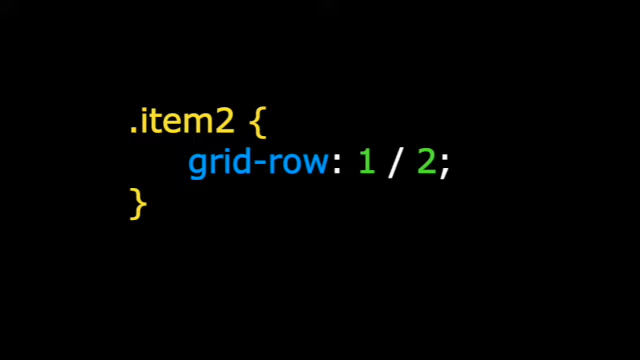 .item2 {
grid-row: 1 / 2;
}